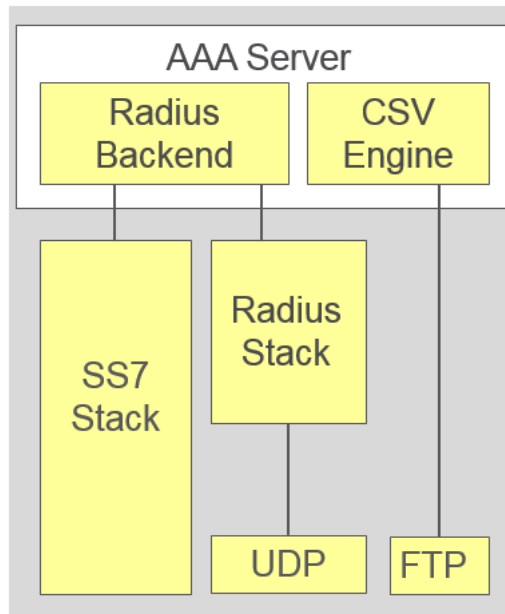 AAA Server
Radius
Backend
CSV
Engine
SS7
Stack
Radius
Stack
UDP
FTP